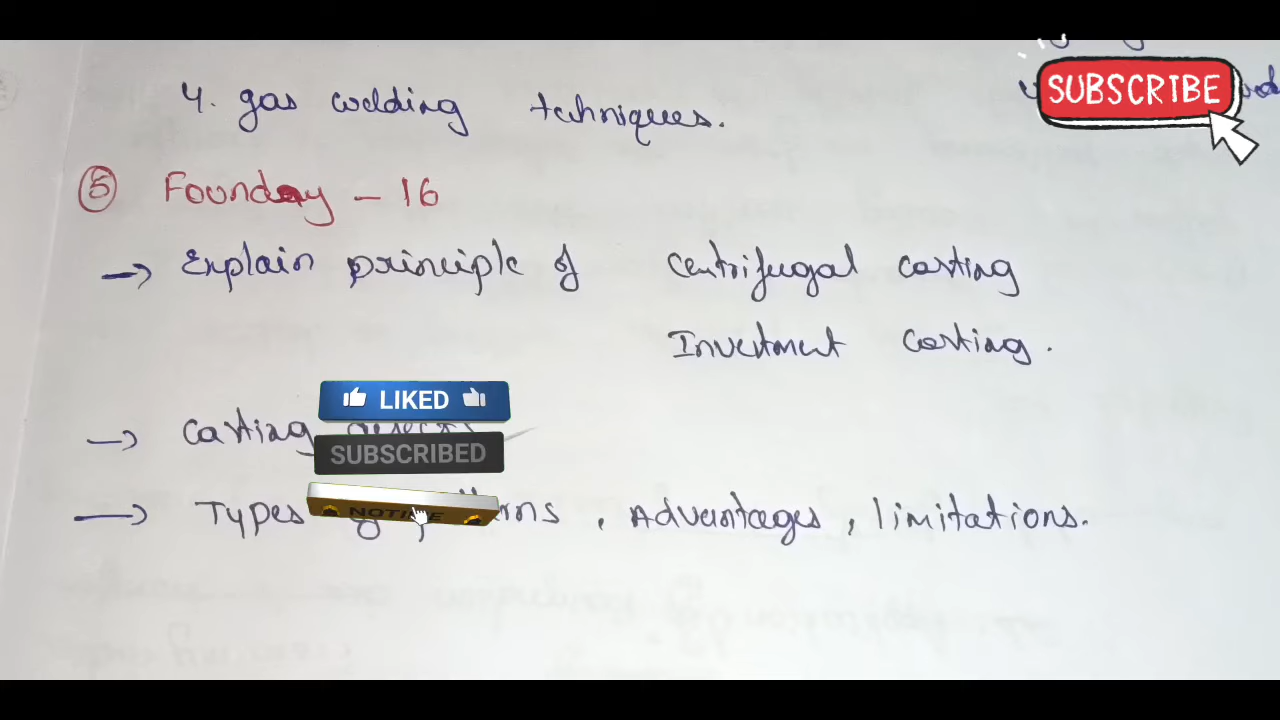 SUBSCRIBE
4. gas welding techniques.
5 Foundry - 16
→ Explain principle of Centrifugal casting
Investment casting.
LIKED
→ Casting
SUBSCRIBED
→ Types , Advantages, limitations.